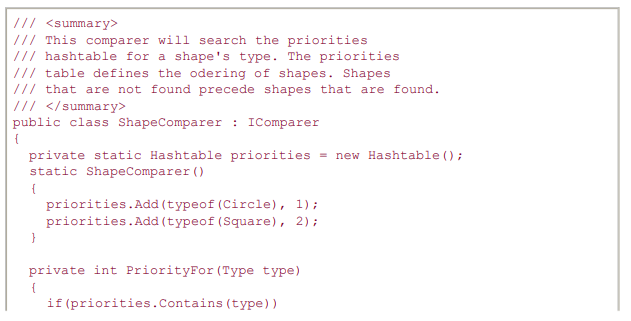 /// <summary>
/// This comparer will search the priorities
/// hashtable for a shape's type. The priorities
/// table defines the odering of shapes. Shapes
/// that are not found precede shapes that are found.
/// </summary>
public class ShapeComparer : IComparer
{
  private static Hashtable priorities = new Hashtable();
  static ShapeComparer()
  {
    priorities.Add(typeof(Circle), 1);
    priorities.Add(typeof(Square), 2);
  }

  private int PriorityFor(Type type)
  {
    if(priorities.Contains(type))